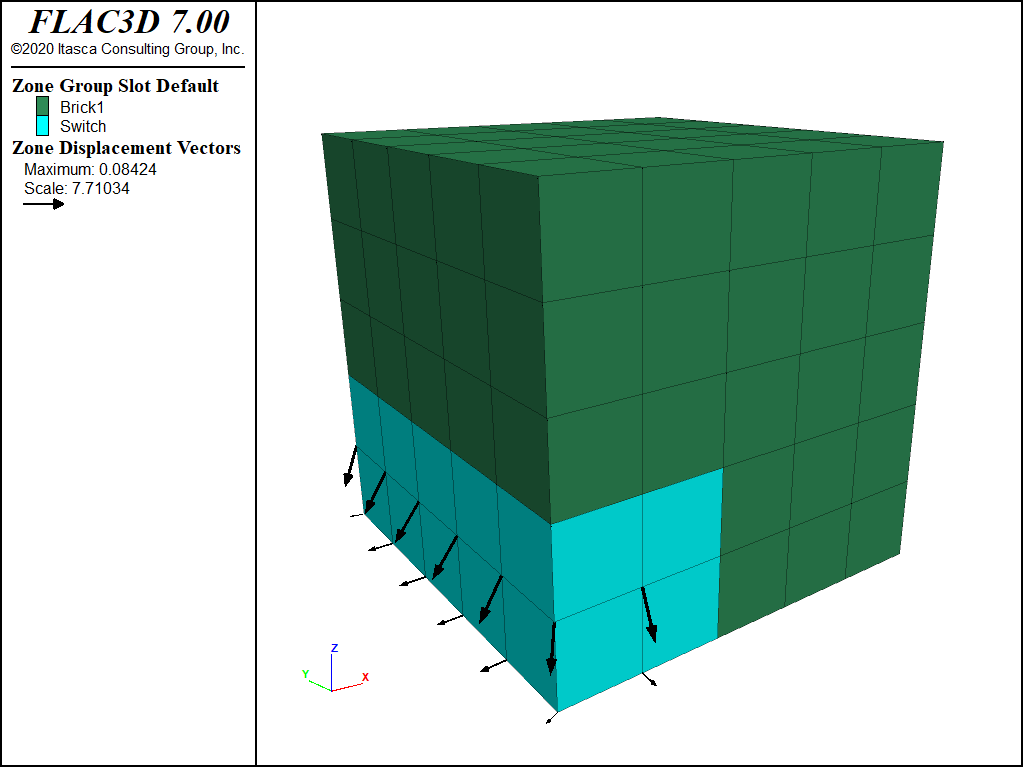 FLAC3D 7.00
©2020 Itasca Consulting Group, Inc.
Zone Group Slot Default
Brick1
Switch
Zone Displacement Vectors
Maximum: 0.08424
Scale: 7.71034
Z
Y
X